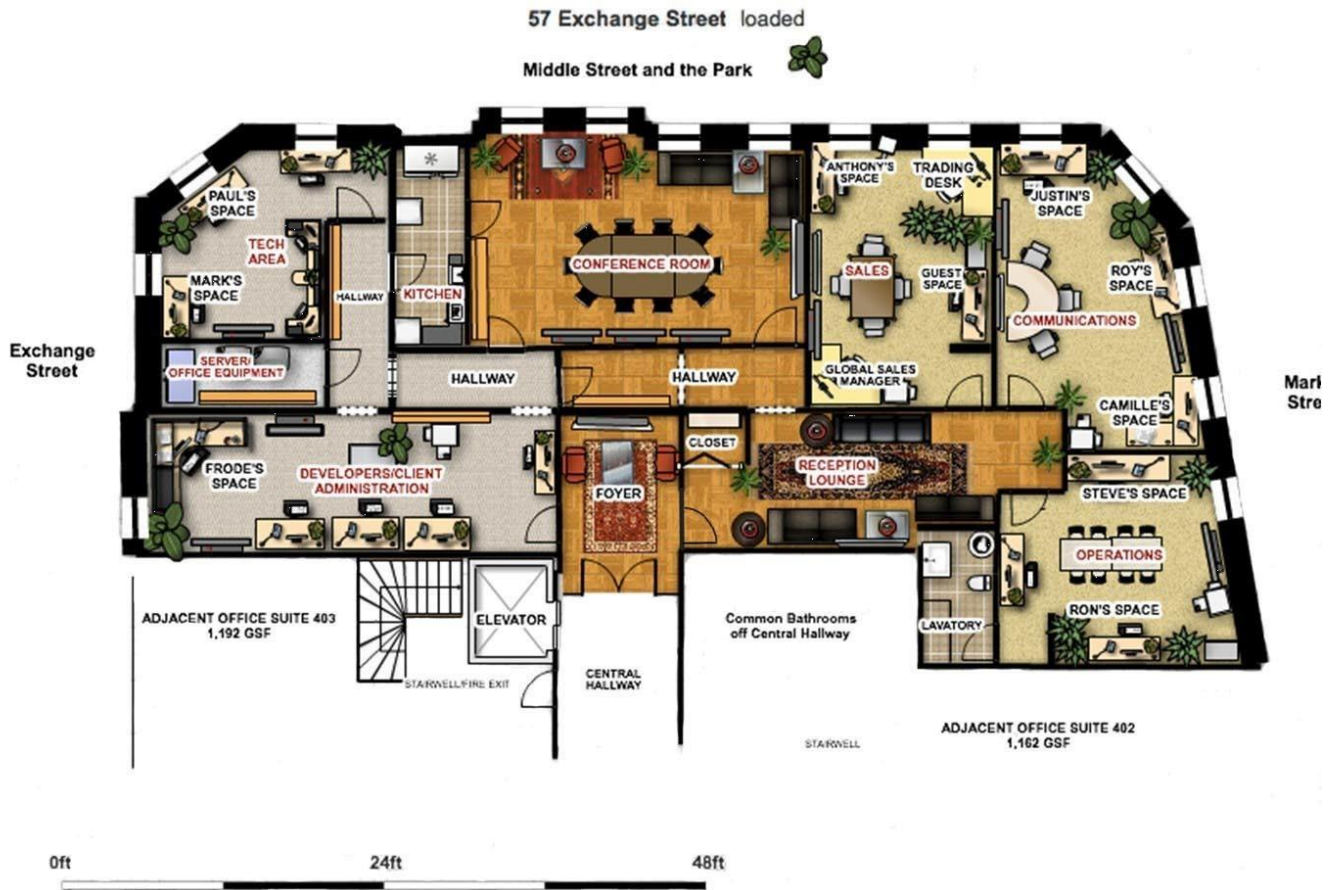 57 Exchange Street loaded
Middle Street and the Park
PAUL'S
SPACE
TECH
AREA
MARK'S
SPACE
HALLWAY
KITCHEN
CONFERENCE ROOM
ANTHONY'S
SPACE
TRADING
DESK
SALES
GUEST
SPACE
GLOBAL SALES
MANAGER
JUSTIN'S
SPACE
ROY'S
SPACE
COMMUNICATIONS
CAMILLE'S
SPACE
Exchange
Street
Mark
Stre
SERVER/
OFFICE EQUIPMENT
HALLWAY
HALLWAY
FRODE'S
SPACE
DEVELOPERS/CLIENT
ADMINISTRATION
FOYER
CLOSET
RECEPTION
LOUNGE
STEVE'S SPACE
OPERATIONS
RON'S SPACE
LAVATORY
ADJACENT OFFICE SUITE 403
1,192 GSF
ELEVATOR
STAIRWELL/FIRE EXIT
CENTRAL
HALLWAY
Common Bathrooms
off Central Hallway
STAIRWELL
ADJACENT OFFICE SUITE 402
1,162 GSF
0ft
24ft
48ft